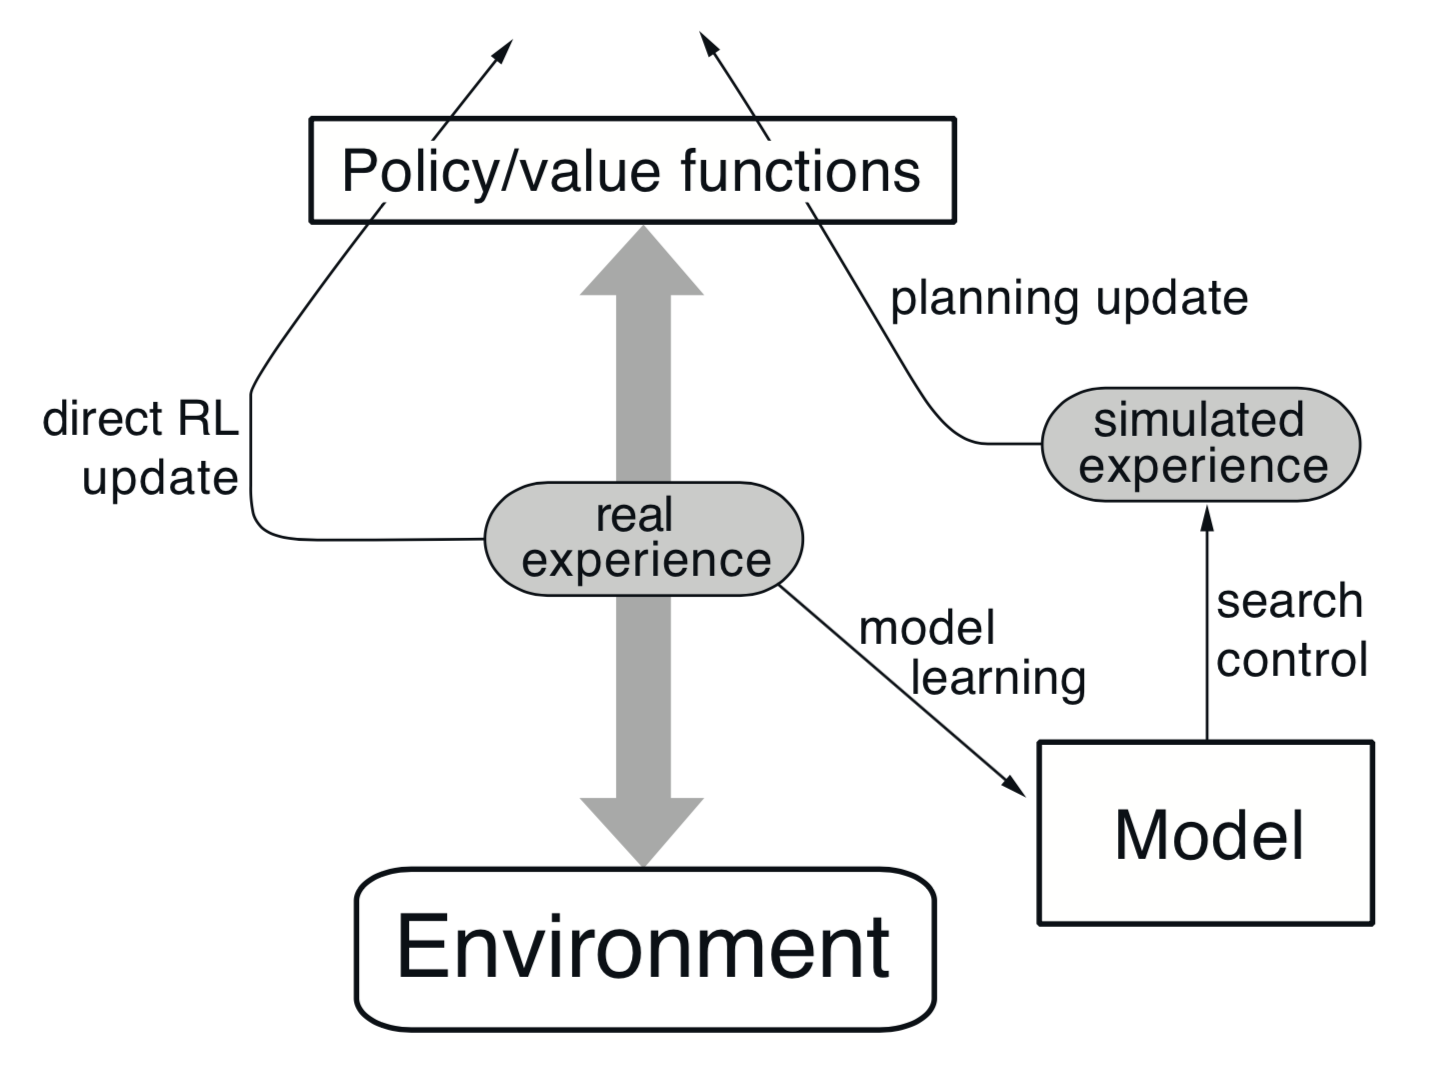 Policy/value functions
planning update
direct RL
update
simulated
experience
real
experience
model
learning
search
control
Model
Environment